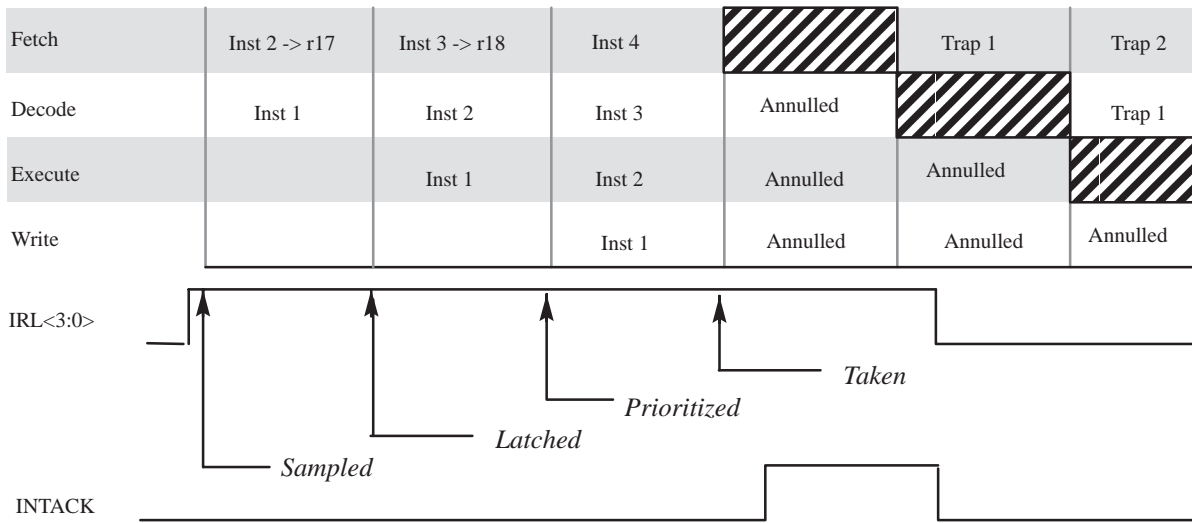 Fetch Inst 2 -> r17 Inst 3 -> r18 Inst 4 Trap 1 Trap 2
Decode Inst 1 Inst 2 Inst 3 Annulled Trap 1
Execute Inst 1 Inst 2 Annulled Annulled
Write Inst 1 Annulled Annulled Annulled
IRL<3:0>
Taken
Prioritized
Latched
Sampled
INTACK